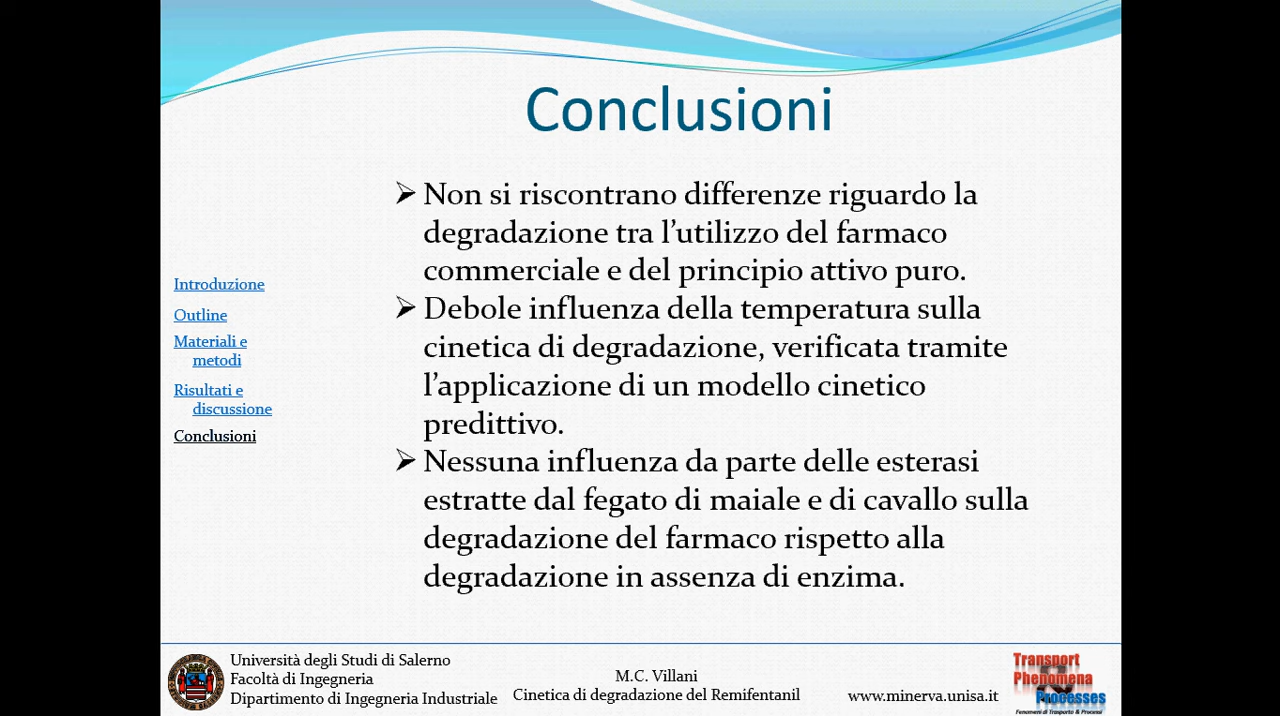 Conclusioni
Non si riscontrano differenze riguardo la
degradazione tra l'utilizzo del farmaco
commerciale e del principio attivo puro.
Debole influenza della temperatura sulla
cinetica di degradazione, verificata tramite
l'applicazione di un modello cinetico
predittivo.
Nessuna influenza da parte delle esterasi
estratte dal fegato di maiale e di cavallo sulla
degradazione del farmaco rispetto alla
degradazione in assenza di enzima.
Introduzione
Outline
Materiali e
metodi
Risultati e
discussione
Conclusioni
Università degli Studi di Salerno
Facoltà di Ingegneria
Dipartimento di Ingegneria Industriale
M.C. Villani
Cinetica di degradazione del Remifentanil
www.minerva.unisa.it
Transport
Phenomena
& Processes
Fenomeni di Trasporto & Processi